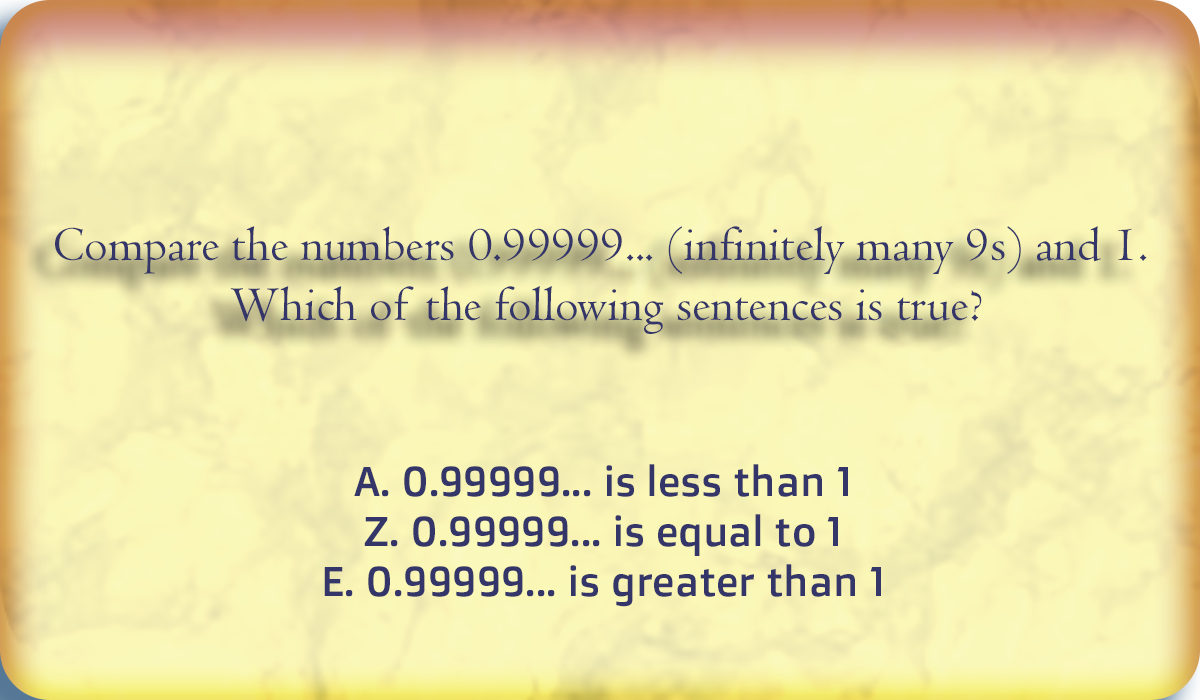 Compare the numbers 0.99999... (infinitely many 9s) and 1.
Which of the following sentences is true?
A. 0.99999... is less than 1
Z. 0.99999... is equal to 1
E. 0.99999... is greater than 1